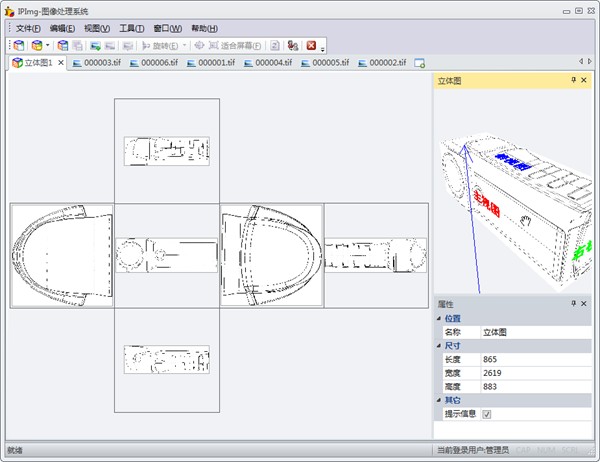 IPImg-图像处理系统
文件(F) 编辑(E) 视图(V) 工具(T) 窗口(W) 帮助(H)
旋转(E) 适合屏幕(F)
立体图1 000003.tif 000006.tif 000001.tif 000004.tif 000005.tif 000002.tif
立体图
主视图
属性
位置
名称 立体图
尺寸
长度 865
宽度 2619
高度 883
其它
提示信息
就绪 当前登录用户:管理员 CAP NUM SCRL